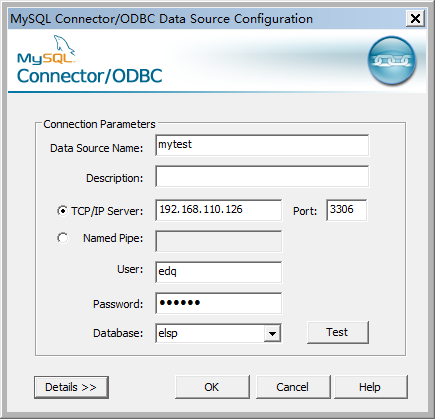 MySQL Connector/ODBC Data Source Configuration
MySQL
Connector/ODBC
Connection Parameters
Data Source Name: mytest
Description:
TCP/IP Server: 192.168.110.126 Port: 3306
Named Pipe:
User: edq
Password: ••••••
Database: elsp Test
Details >> OK Cancel Help